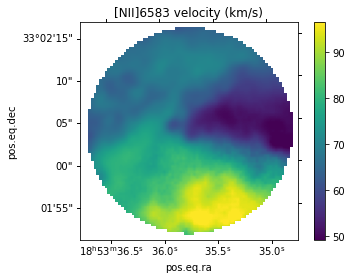 [NII]6583 velocity (km/s)
33°02'15"
10"
05"
00"
01'55"
pos.eq.dec
18ʰ53ᵐ36.5ˢ 36.0ˢ 35.5ˢ 35.0ˢ
pos.eq.ra
90
80
70
60
50